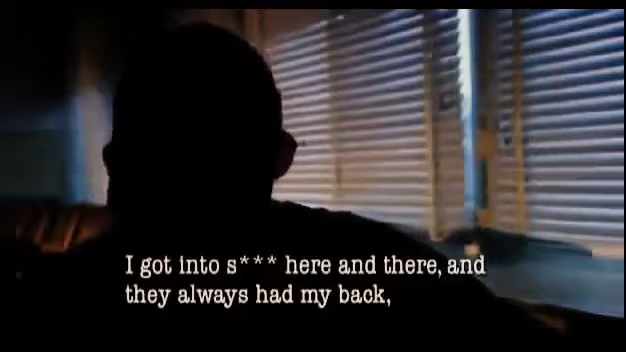 I got into s*** here and there, and
they always had my back,